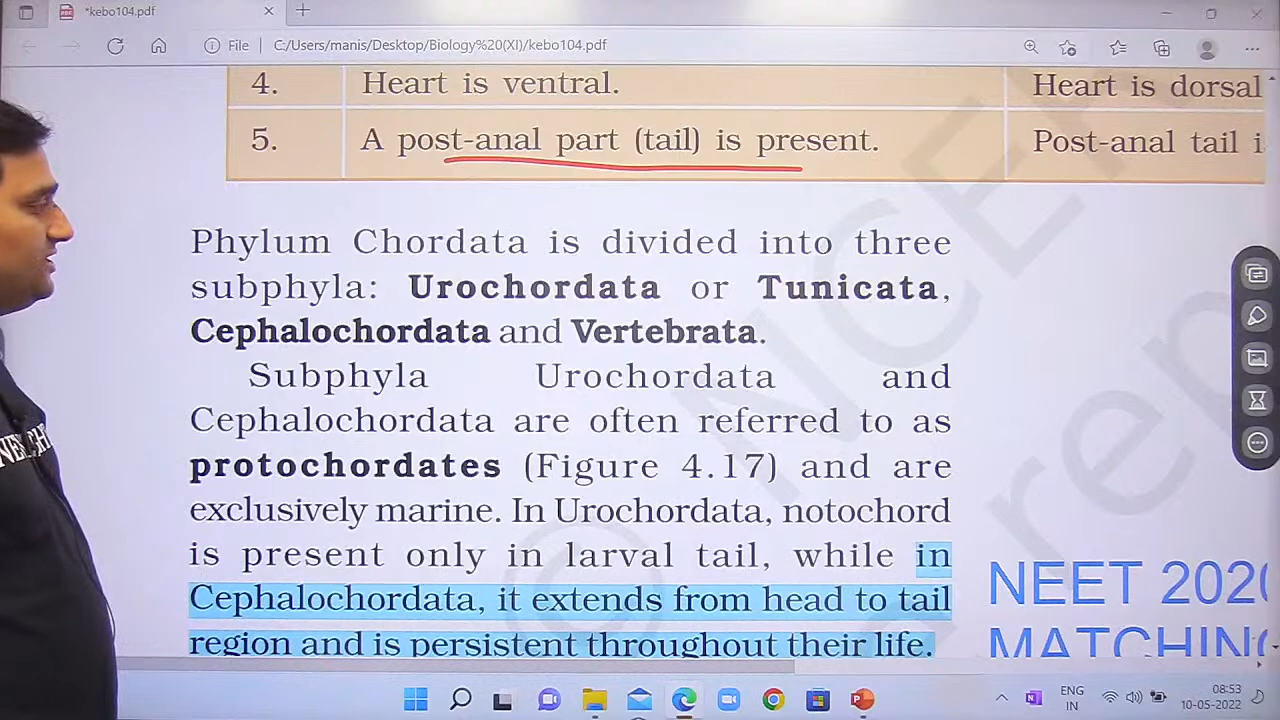 *kebo104.pdf
File
C:/Users/manis/Desktop/Biology%20(XI)/kebo104.pdf
4. Heart is ventral. Heart is dorsal
5. A post-anal part (tail) is present. Post-anal tail i
Phylum Chordata is divided into three
subphyla: Urochordata or Tunicata,
Cephalochordata and Vertebrata.
Subphyla Urochordata and
Cephalochordata are often referred to as
protochordates (Figure 4.17) and are
exclusively marine. In Urochordata, notochord
is present only in larval tail, while in
Cephalochordata, it extends from head to tail
region and is persistent throughout their life.
NEET 2020
MATCHING
© NCERT
ENG
IN
08:53
10-05-2022